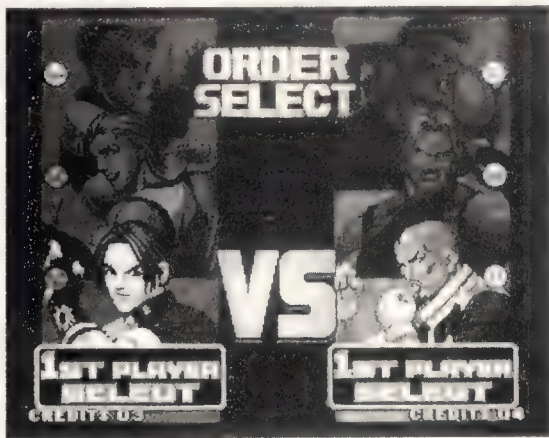 ORDER
SELECT
VS
1ST PLAYER
SELECT
1ST PLAYER
SELECT
CREDITS 03
CREDITS 04